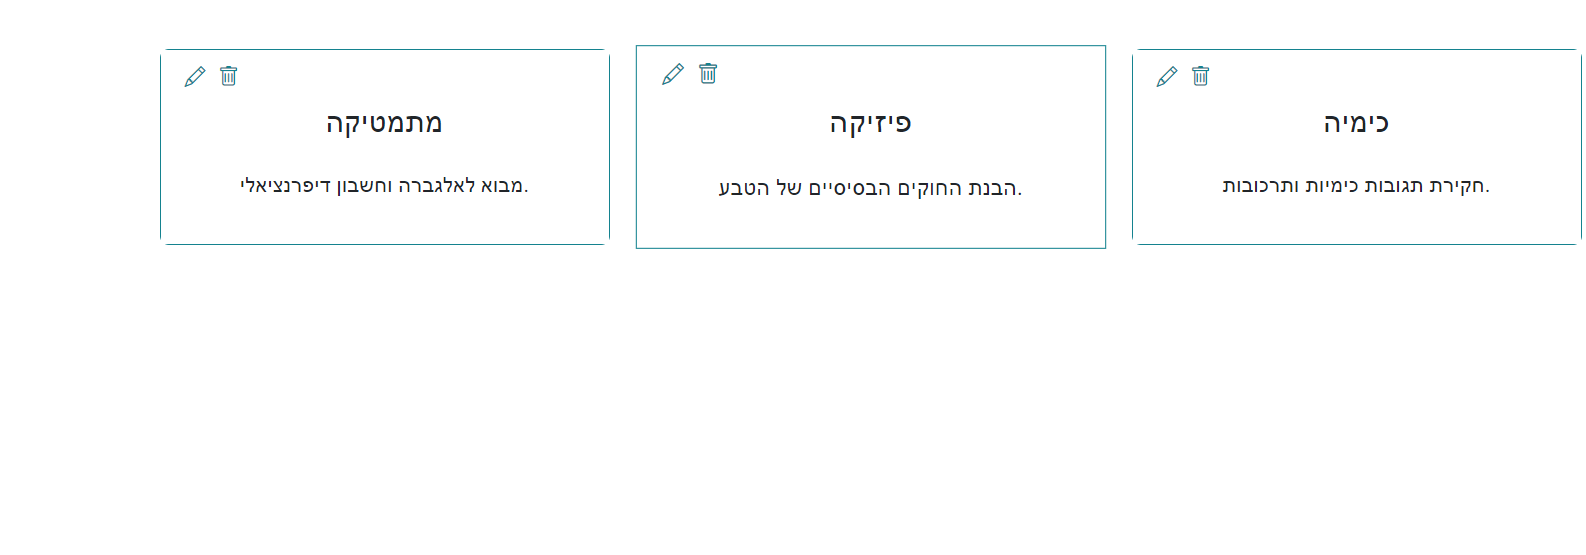 מתמטיקה
מבוא לאלגברה וחשבון דיפרנציאלי.
פיזיקה
הבנת החוקים הבסיסיים של הטבע.
כימיה
חקירת תגובות כימיות ותרכובות.